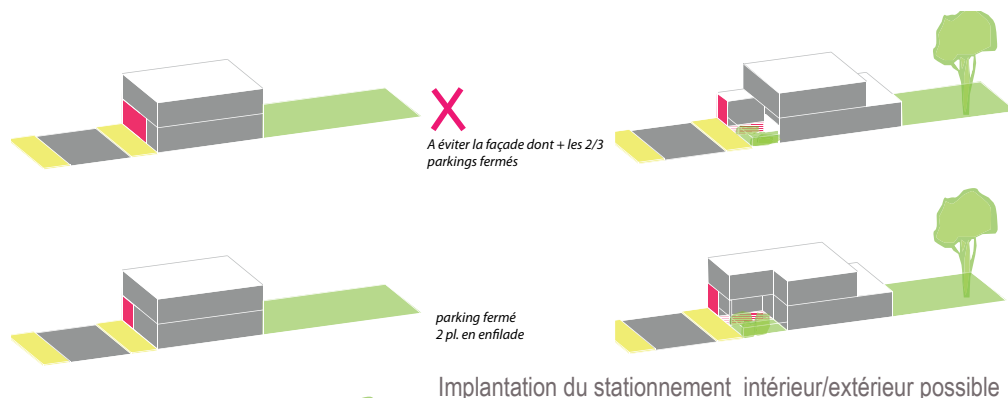 A éviter la façade dont + les 2/3
parkings fermés
parking fermé
2 pl. en enfilade
Implantation du stationnement intérieur/extérieur possible